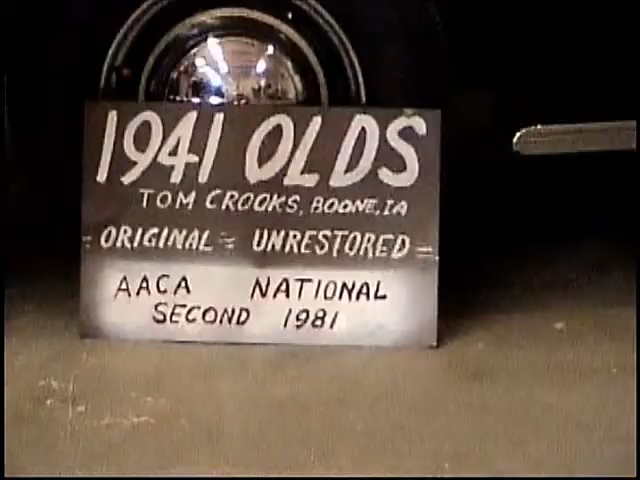 1941 OLDS
TOM CROOKS, BOONE, IA
= ORIGINAL = UNRESTORED =
AACA NATIONAL
SECOND 1981